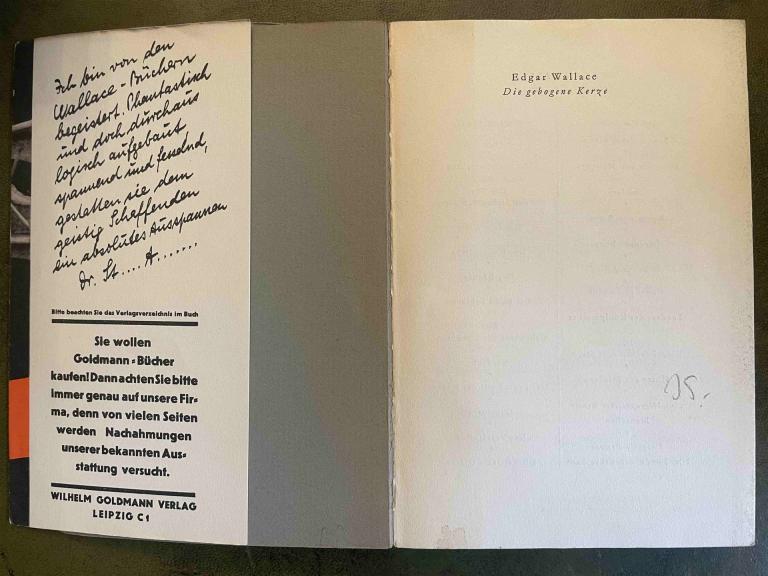 Ich bin von den
Wallace-Büchern
begeistert. Phantastisch
und doch durchaus
logisch aufgebaut
spannend und fesselnd,
gestatten sie dem
geistig Schaffenden
ein absolutes Ausspannen
Dr. St.... A.......
Bitte beachten Sie das Verlagsverzeichnis im Buch
Sie wollen
Goldmann=Bücher
kaufen! Dann achten Sie bitte
immer genau auf unsere Fir=
ma, denn von vielen Seiten
werden Nachahmungen
unserer bekannten Aus=
stattung versucht.
WILHELM GOLDMANN VERLAG
LEIPZIG C 1
Edgar Wallace
Die gebogene Kerze